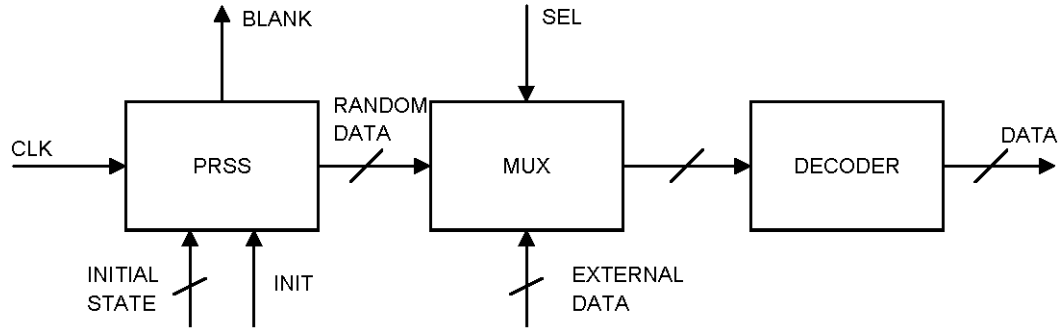 BLANK
SEL
CLK
PRSS
RANDOM
DATA
MUX
DECODER
DATA
INITIAL
STATE
INIT
EXTERNAL
DATA